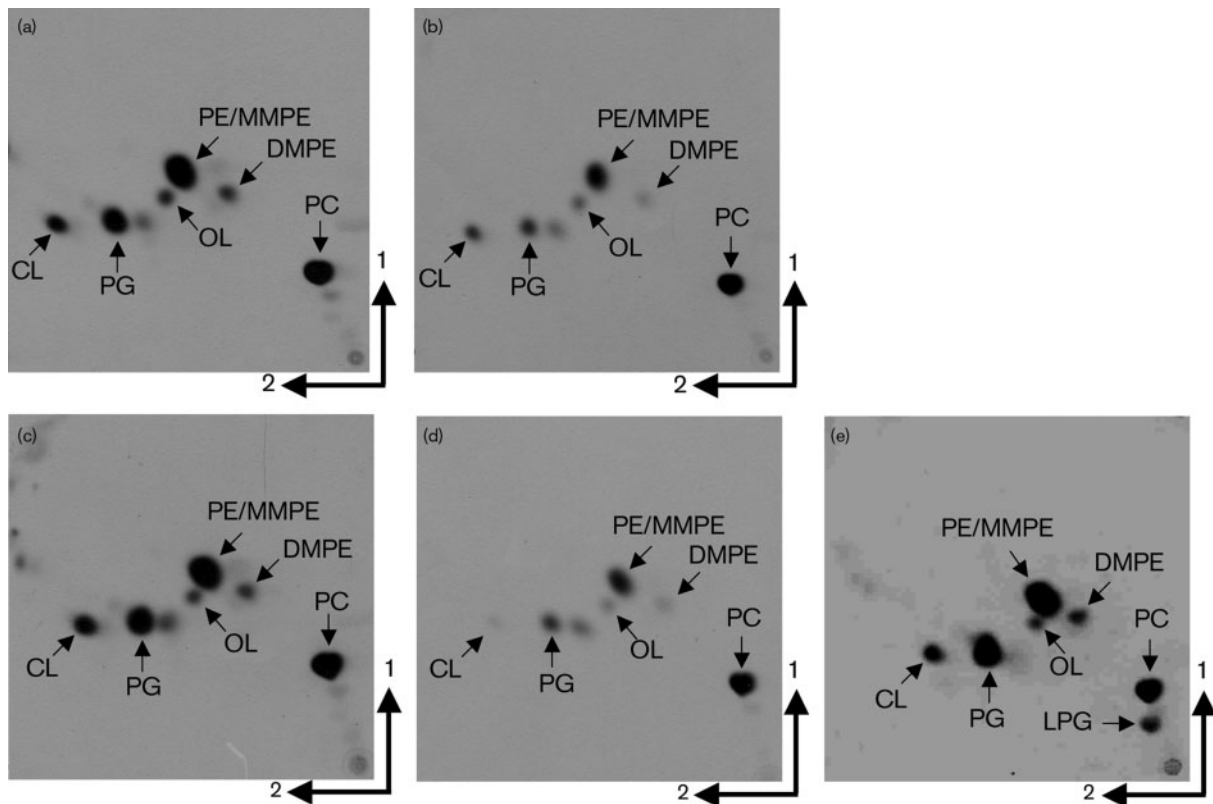 (a)
PE/MMPE
DMPE
PC
OL
CL
PG
1
2
(b)
PE/MMPE
DMPE
PC
OL
CL
PG
1
2
(c)
PE/MMPE
DMPE
PC
OL
CL
PG
1
2
(d)
PE/MMPE
DMPE
PC
OL
CL
PG
1
2
(e)
PE/MMPE
DMPE
PC
OL
CL
PG
LPG
1
2